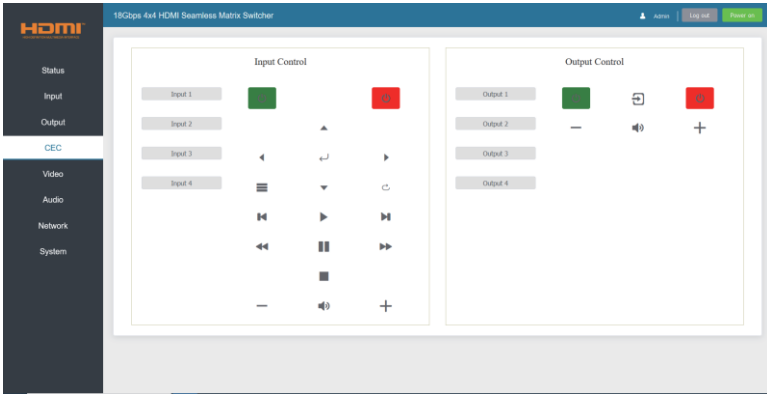 18Gbps 4x4 HDMI Seamless Matrix Switcher
Admin
Log out
Power on
HDMI
Status
Input
Output
CEC
Video
Audio
Network
System
Input Control
Input 1
Input 2
Input 3
Input 4
Output Control
Output 1
Output 2
Output 3
Output 4